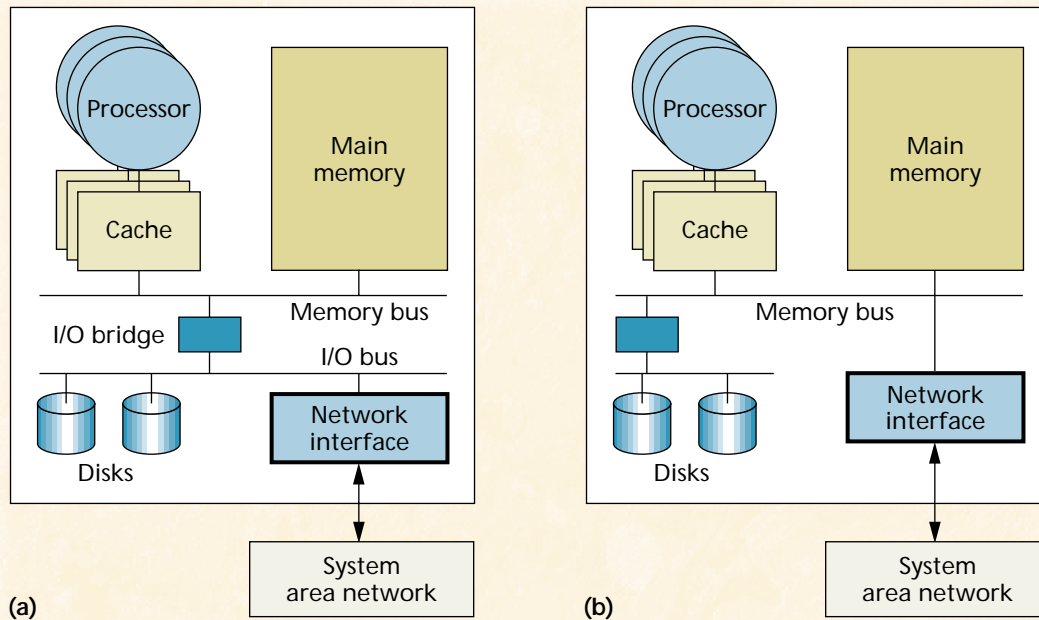 Processor
Main
memory
Cache
Memory bus
I/O bridge
I/O bus
Network
interface
Disks
System
area network
(a)
Processor
Main
memory
Cache
Memory bus
Network
interface
Disks
System
area network
(b)